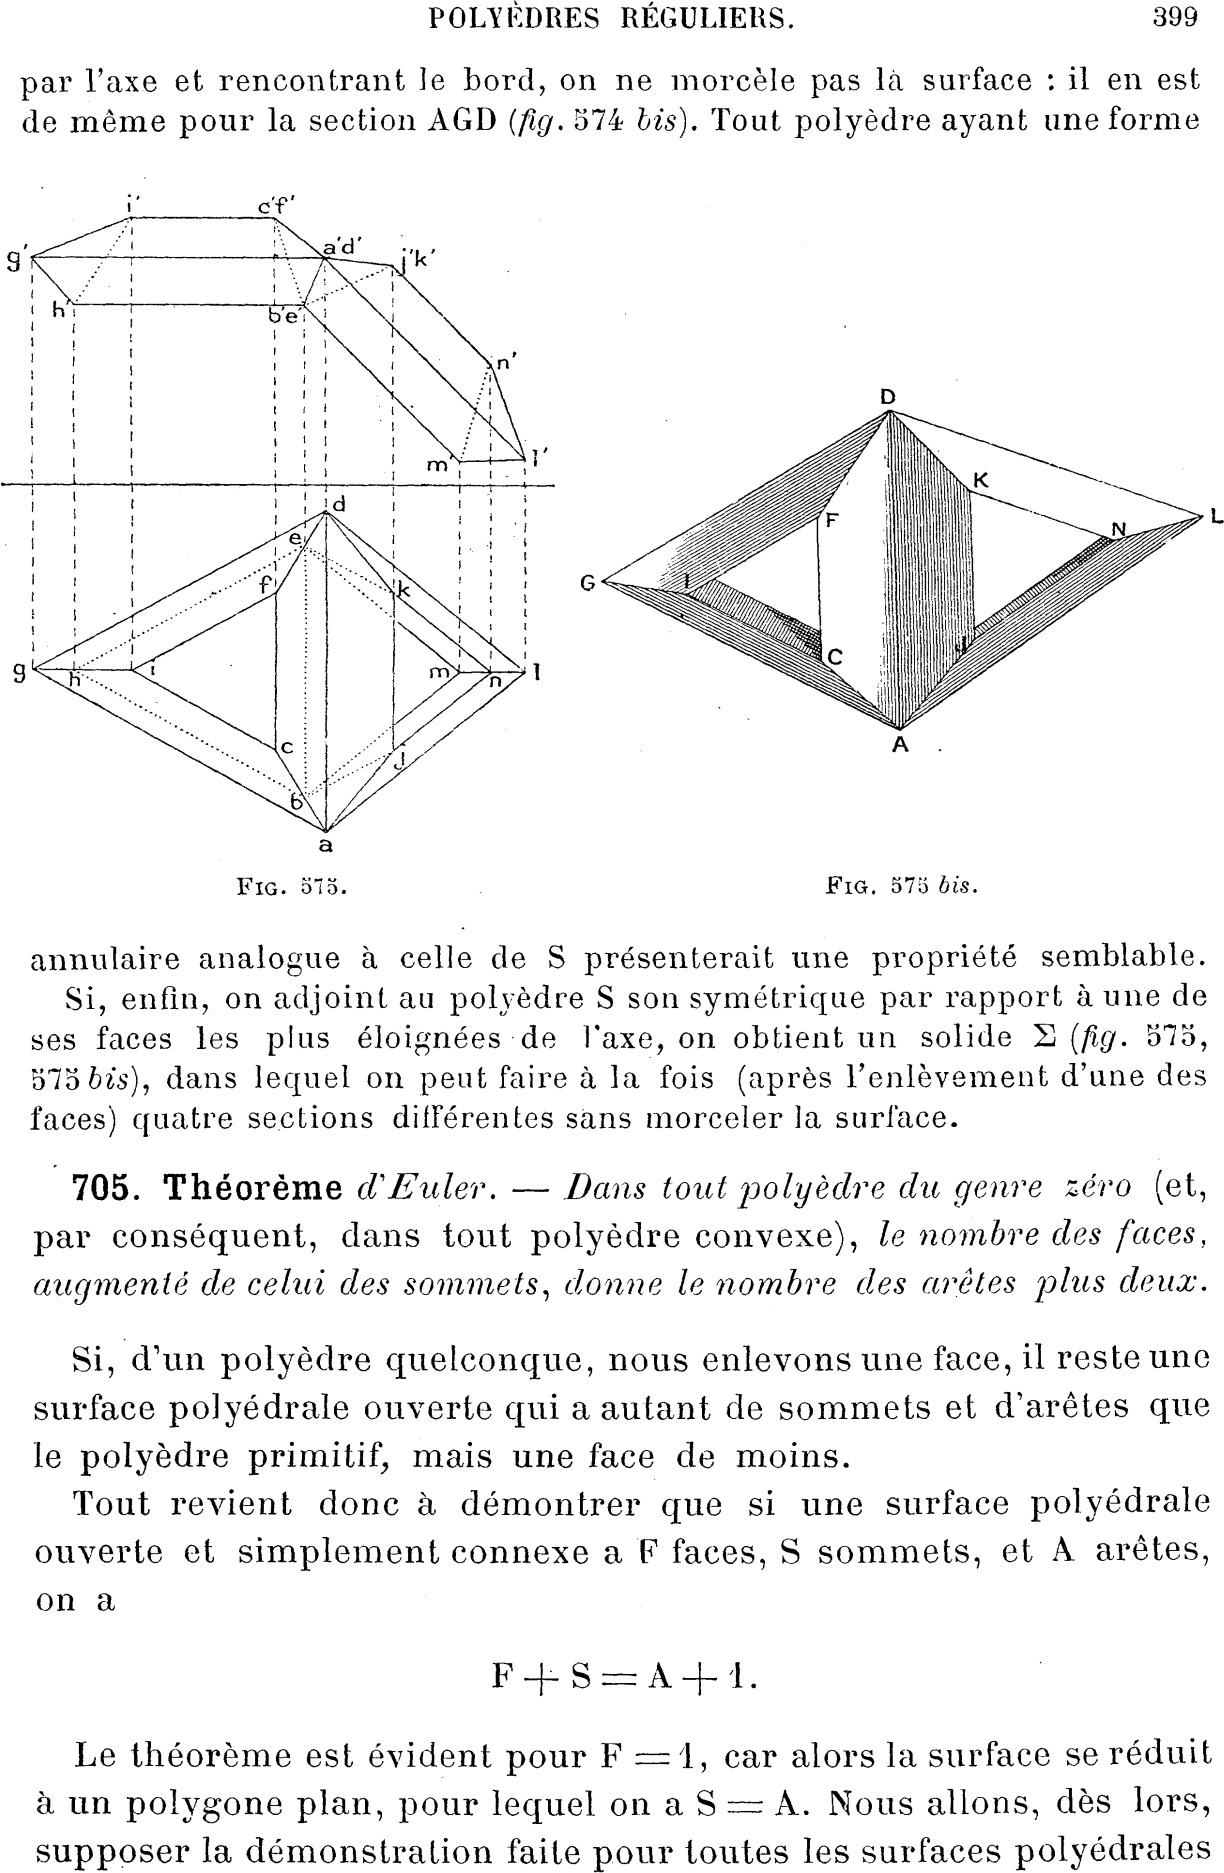 POLYÈDRES RÉGULIERS. 399
par l'axe et rencontrant le bord, on ne morcèle pas la surface : il en est
de même pour la section AGD (fig. 574 bis). Tout polyèdre ayant une forme
i' c'f'
g' a'd' j'k'
h' b'e'
n'
m' l'
d
e
f k
g h i m n l
c j
b
a
D
K
F N L
G I
C J
A
FIG. 575. FIG. 575 bis.
annulaire analogue à celle de S présenterait une propriété semblable.
Si, enfin, on adjoint au polyèdre S son symétrique par rapport à une de
ses faces les plus éloignées de l'axe, on obtient un solide Σ (fig. 575,
575 bis), dans lequel on peut faire à la fois (après l'enlèvement d'une des
faces) quatre sections différentes sans morceler la surface.
705. Théorème d'Euler. — Dans tout polyèdre du genre zéro (et,
par conséquent, dans tout polyèdre convexe), le nombre des faces,
augmenté de celui des sommets, donne le nombre des arêtes plus deux.
Si, d'un polyèdre quelconque, nous enlevons une face, il reste une
surface polyédrale ouverte qui a autant de sommets et d'arêtes que
le polyèdre primitif, mais une face de moins.
Tout revient donc à démontrer que si une surface polyédrale
ouverte et simplement connexe a F faces, S sommets, et A arêtes,
on a
F + S = A + 1.
Le théorème est évident pour F = 1, car alors la surface se réduit
à un polygone plan, pour lequel on a S = A. Nous allons, dès lors,
supposer la démonstration faite pour toutes les surfaces polyédrales